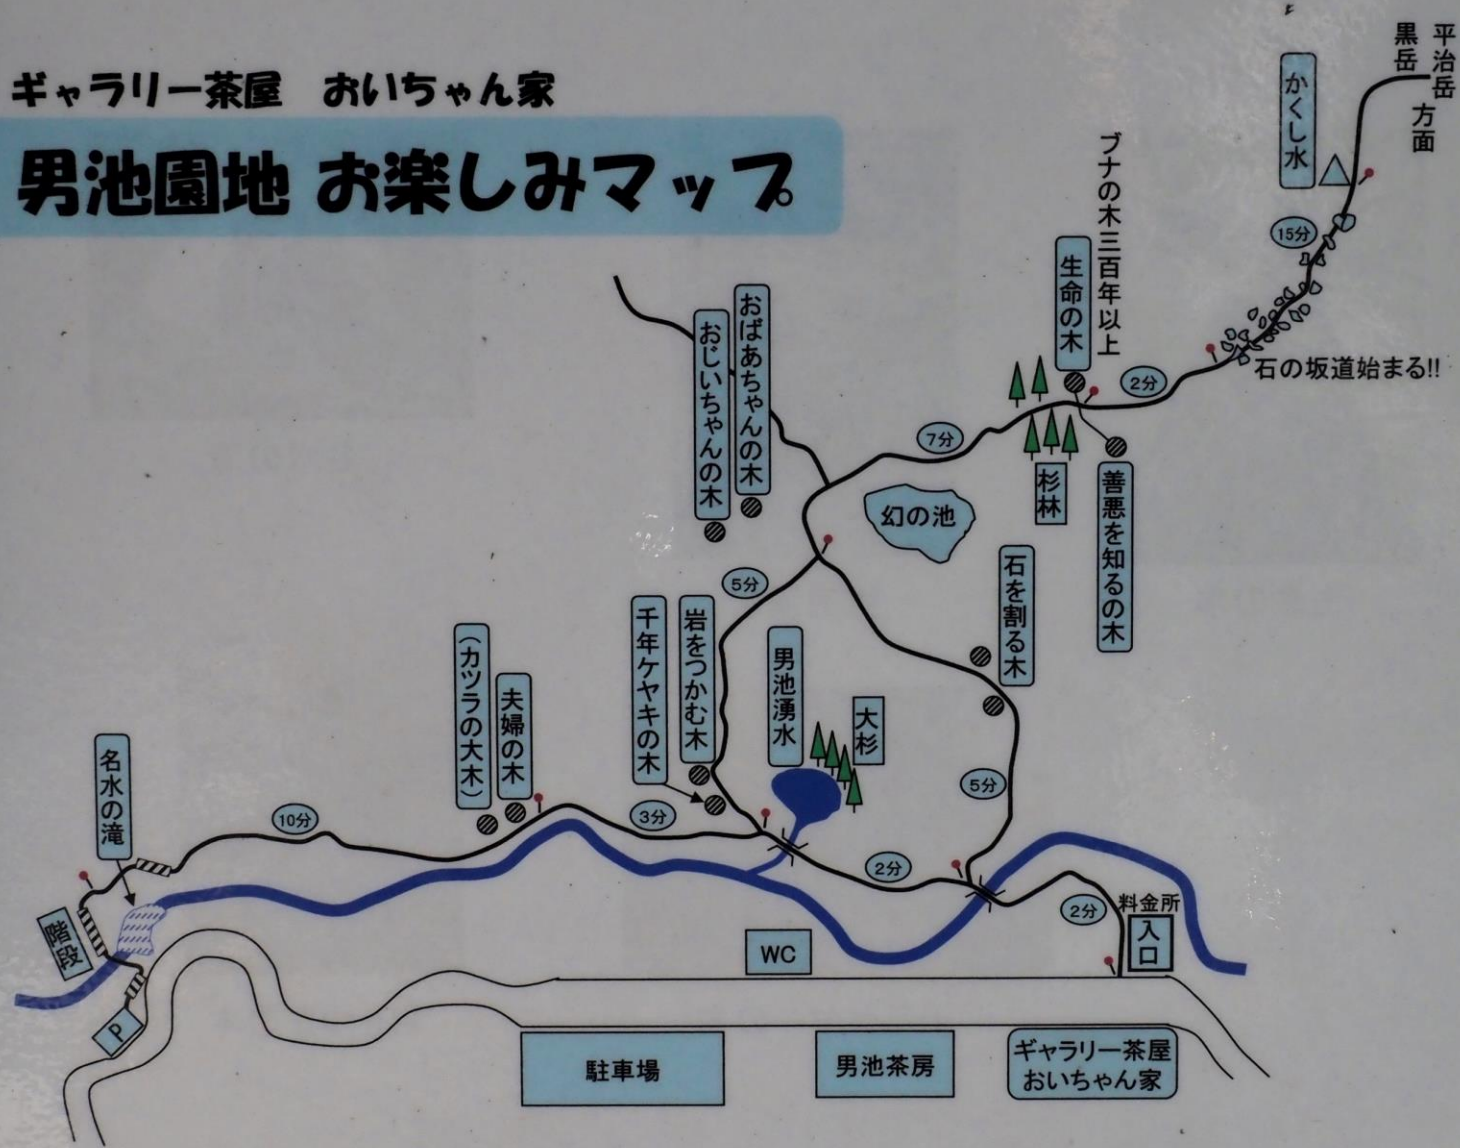 ギャラリー茶屋 おいちゃん家
男池園地 お楽しみマップ
平治岳
黒岳
方面
かくし水
15分
石の坂道始まる!!
ブナの木三百年以上
生命の木
2分
7分
杉林
善悪を知るの木
おばあちゃんの木
おじいちゃんの木
幻の池
5分
石を割る木
岩をつかむ木
千年ケヤキの木
男池湧水
大杉
5分
夫婦の木
(カツラの大木)
名水の滝
10分
3分
2分
2分
料金所
入口
階段
P
WC
駐車場
男池茶房
ギャラリー茶屋
おいちゃん家